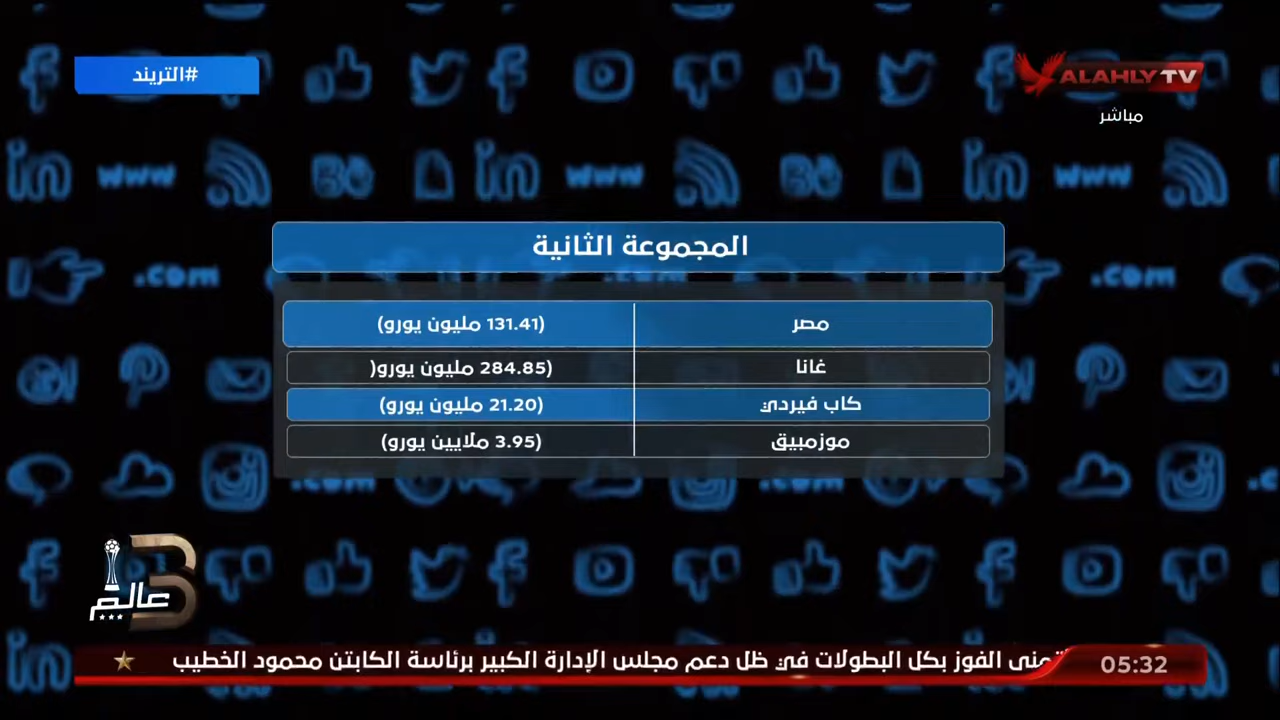 #التريند
ALAHLY TV
مباشر
المجموعة الثانية
مصر (131.41 مليون يورو)
غانا (284.85 مليون يورو(
كاب فيردي (21.20 مليون يورو)
موزمبيق (3.95 ملايين يورو)
عالم 3
أتمنى الفوز بكل البطولات في ظل دعم مجلس الإدارة الكبير برئاسة الكابتن محمود الخطيب
05:32